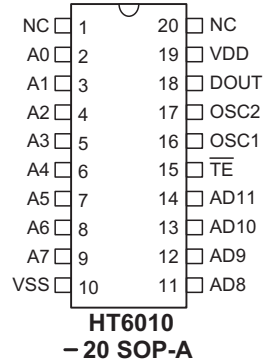 NC 1 20 NC
A0 2 19 VDD
A1 3 18 DOUT
A2 4 17 OSC2
A3 5 16 OSC1
A4 6 15 T̅E̅
A5 7 14 AD11
A6 8 13 AD10
A7 9 12 AD9
VSS 10 11 AD8
HT6010
– 20 SOP-A